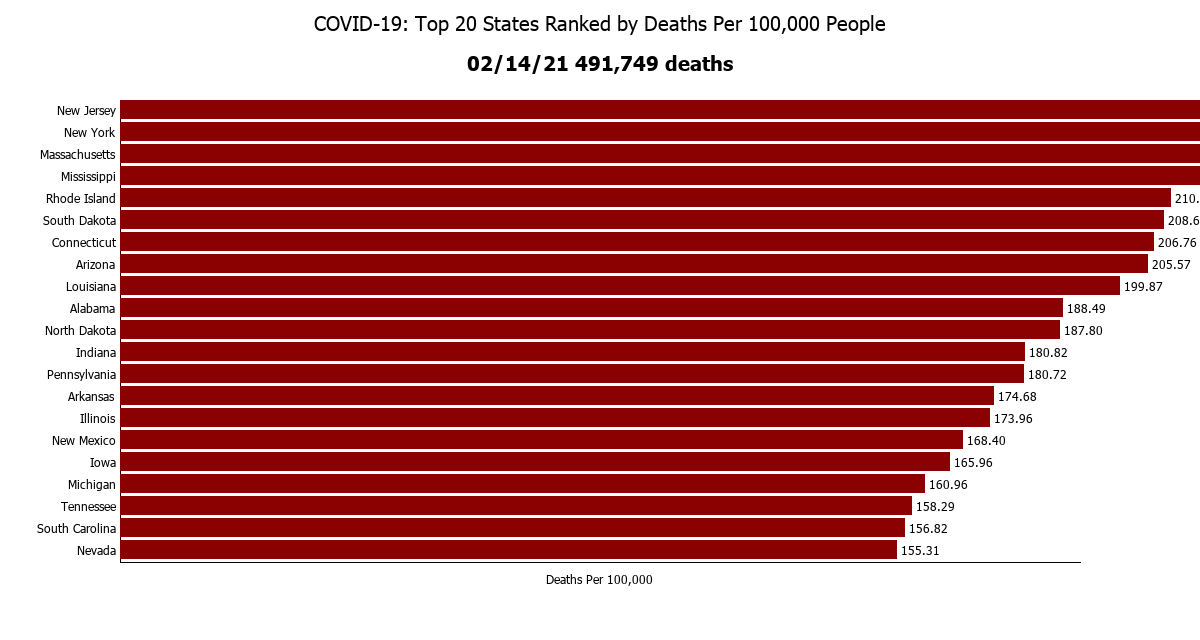 COVID-19: Top 20 States Ranked by Deaths Per 100,000 People
02/14/21 491,749 deaths
New Jersey
New York
Massachusetts
Mississippi
Rhode Island 210.
South Dakota 208.6
Connecticut 206.76
Arizona 205.57
Louisiana 199.87
Alabama 188.49
North Dakota 187.80
Indiana 180.82
Pennsylvania 180.72
Arkansas 174.68
Illinois 173.96
New Mexico 168.40
Iowa 165.96
Michigan 160.96
Tennessee 158.29
South Carolina 156.82
Nevada 155.31
Deaths Per 100,000